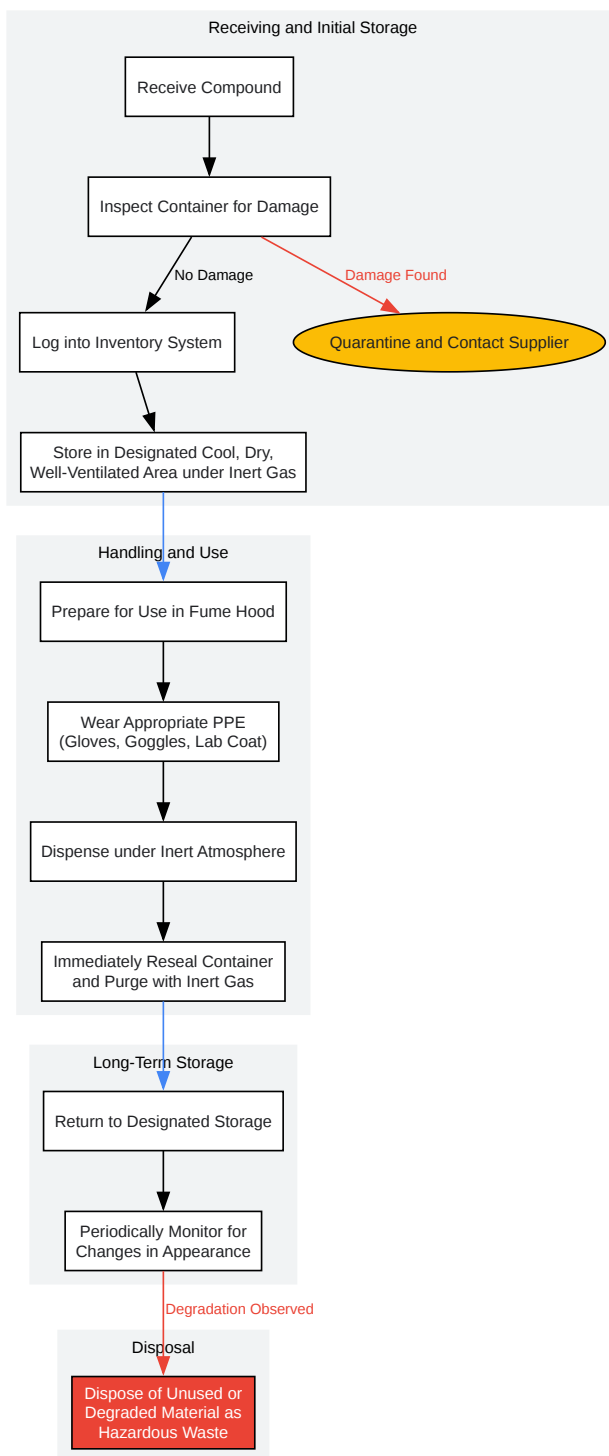 Receiving and Initial Storage
Receive Compound
Inspect Container for Damage
No Damage
Damage Found
Log into Inventory System
Quarantine and Contact Supplier
Store in Designated Cool, Dry,
Well-Ventilated Area under Inert Gas
Handling and Use
Prepare for Use in Fume Hood
Wear Appropriate PPE
(Gloves, Goggles, Lab Coat)
Dispense under Inert Atmosphere
Immediately Reseal Container
and Purge with Inert Gas
Long-Term Storage
Return to Designated Storage
Periodically Monitor for
Changes in Appearance
Degradation Observed
Disposal
Dispose of Unused or
Degraded Material as
Hazardous Waste